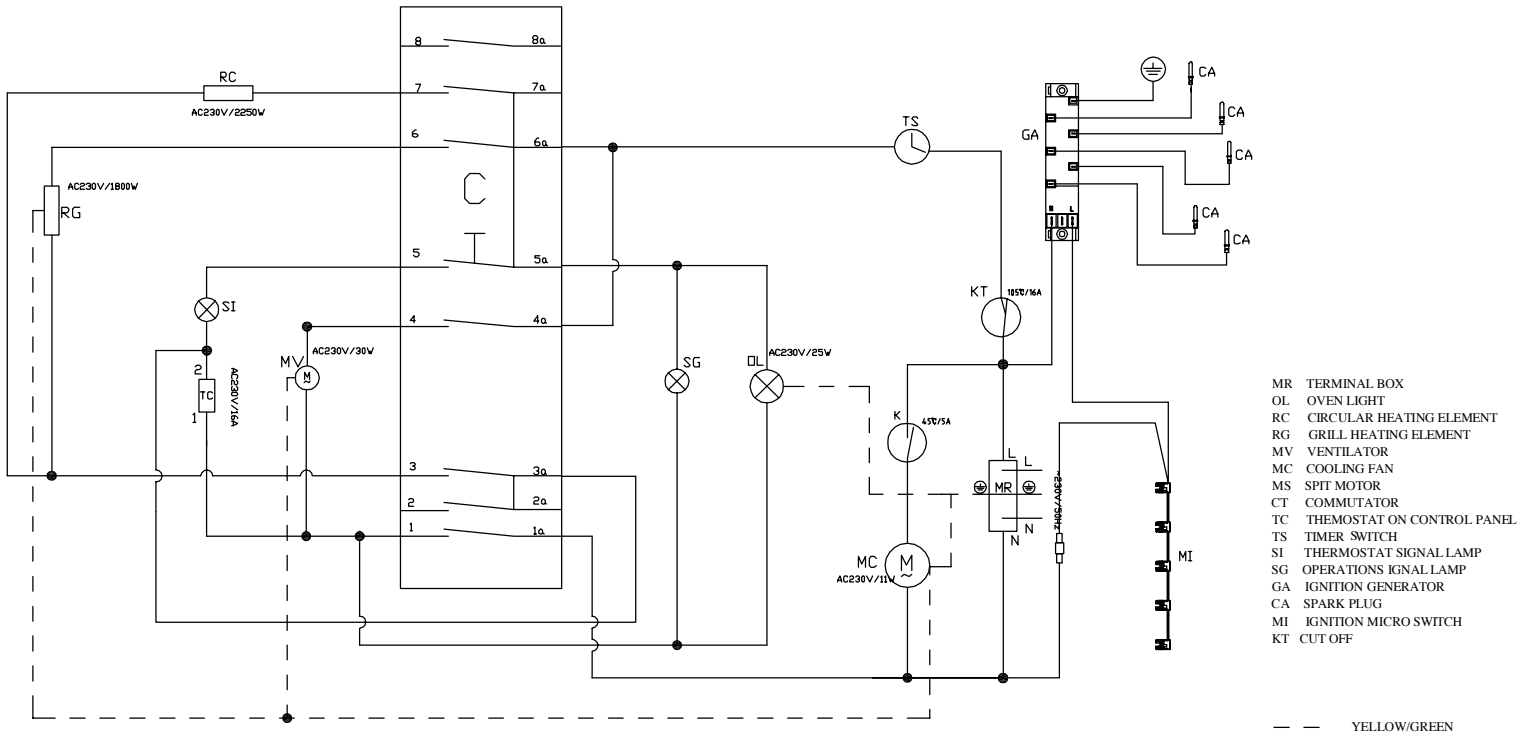 8 8a
RC
7 7a
AC230V/2250W
6 6a
TS
GA
CA
CA
CA
CA
CA
N L
AC230V/1800W
RG
C
5 5a
SI
KT 105℃/16A
4 4a
AC230V/30W
MV
M
~
2
TC
1
AC230V/16A
SG
OL AC230V/25W
K
45℃/5A
3 3a
2 2a
1 1a
L
L
MR
N
N
~230V/50Hz
MC
M
~
AC230V/11W
MI
MR TERMINAL BOX
OL OVEN LIGHT
RC CIRCULAR HEATING ELEMENT
RG GRILL HEATING ELEMENT
MV VENTILATOR
MC COOLING FAN
MS SPIT MOTOR
CT COMMUTATOR
TC THEMOSTAT ON CONTROL PANEL
TS TIMER SWITCH
SI THERMOSTAT SIGNAL LAMP
SG OPERATIONS IGNAL LAMP
GA IGNITION GENERATOR
CA SPARK PLUG
MI IGNITION MICRO SWITCH
KT CUT OFF
YELLOW/GREEN